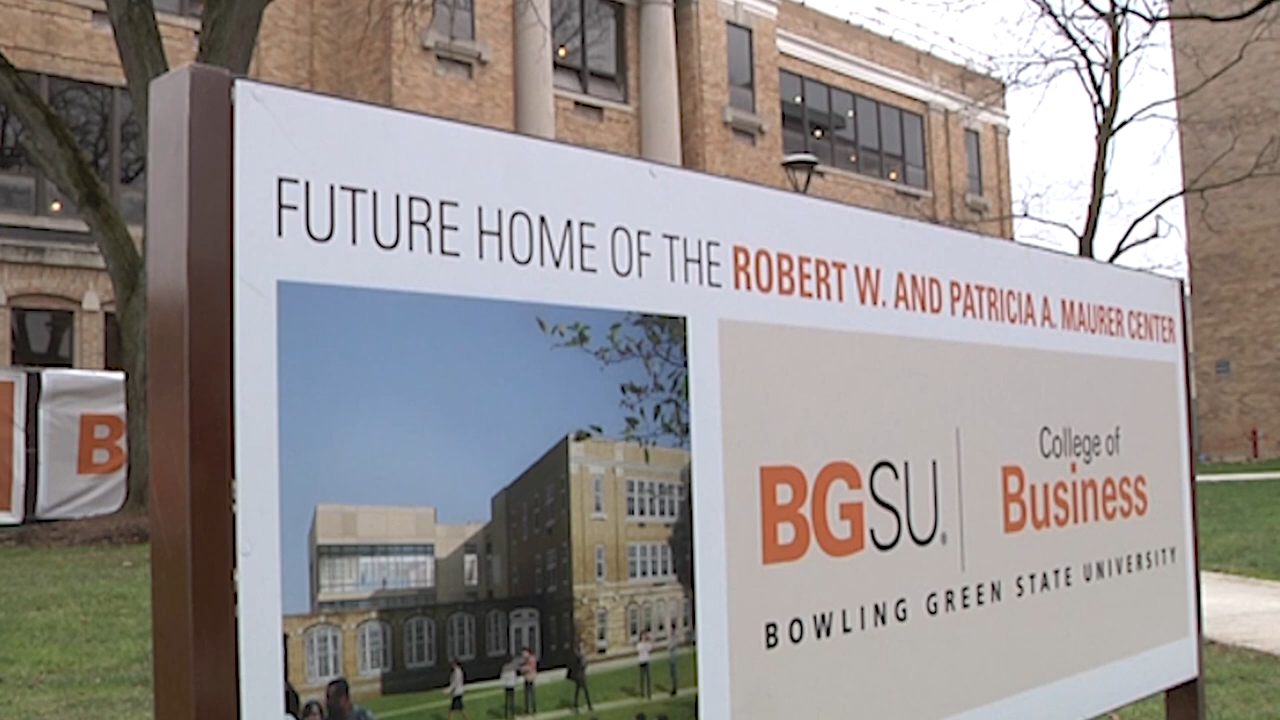 FUTURE HOME OF THE ROBERT W. AND PATRICIA A. MAURER CENTER
B
BGSU®
College of
Business
BOWLING GREEN STATE UNIVERSITY